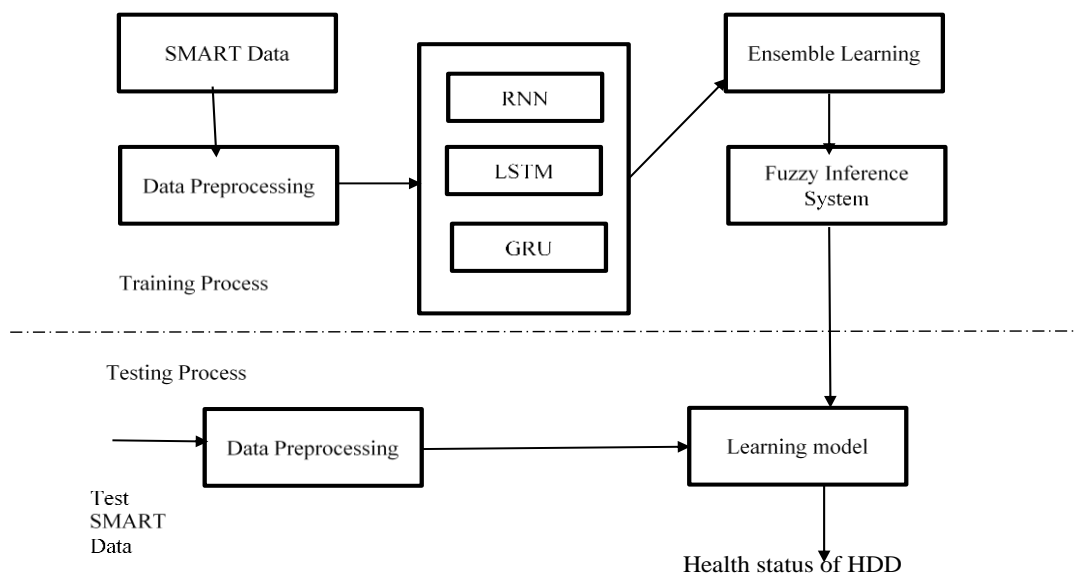 SMART Data
Data Preprocessing
RNN
LSTM
GRU
Ensemble Learning
Fuzzy Inference
System
Training Process
Testing Process
Test
SMART
Data
Data Preprocessing
Learning model
Health status of HDD